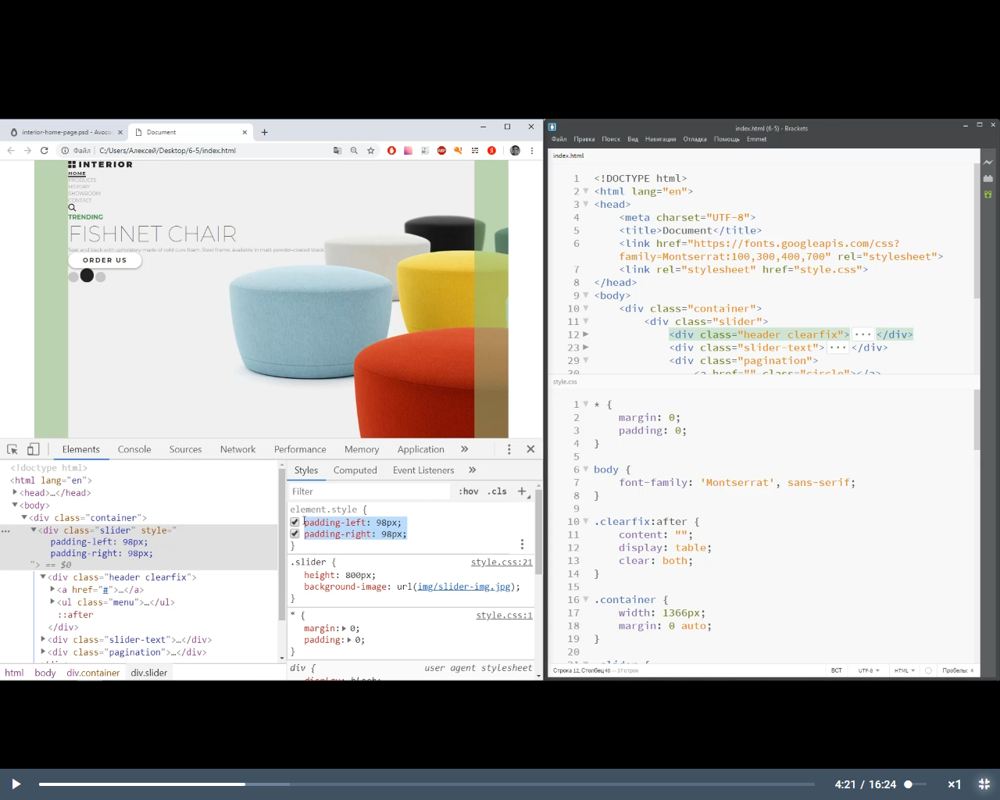 interior-home-page.psd - Avoco
Document
Файл
C:/Users/Алексей/Desktop/6-5/index.html
INTERIOR
HOME
PRODUCTS
HISTORY
SHOWROOM
CONTACT
TRENDING
FISHNET CHAIR
Seat and back with upholstery made of cold cure foam. Steel frame, available in matt powder-coated black
ORDER US
Elements Console Sources Network Performance Memory Application »
<!doctype html>
<html lang="en">
<head>…</head>
<body>
<div class="container">
<div class="slider" style="
padding-left: 98px;
padding-right: 98px;
"> == $0
<div class="header clearfix">
<a href="#">…</a>
<ul class="menu">…</ul>
::after
</div>
<div class="slider-text">…</div>
<div class="pagination">…</div>
html body div.container div.slider
Styles Computed Event Listeners »
Filter :hov .cls +
element.style {
padding-left: 98px;
padding-right: 98px;
}
.slider { style.css:21
height: 800px;
background-image: url(img/slider-img.jpg);
}
* { style.css:1
margin: 0;
padding: 0;
}
div { user agent stylesheet
display: block;
index.html (6-5) - Brackets
Файл Правка Поиск Вид Навигация Отладка Помощь Emmet
index.html
1 <!DOCTYPE html>
2 <html lang="en">
3 <head>
4 <meta charset="UTF-8">
5 <title>Document</title>
6 <link href="https://fonts.googleapis.com/css?
family=Montserrat:100,300,400,700" rel="stylesheet">
7 <link rel="stylesheet" href="style.css">
8 </head>
9 <body>
10 <div class="container">
11 <div class="slider">
12 <div class="header clearfix">···</div>
23 <div class="slider-text">···</div>
29 <div class="pagination">
30 <a href="" class="circle"></a>
style.css
1 * {
2 margin: 0;
3 padding: 0;
4 }
5
6 body {
7 font-family: 'Montserrat', sans-serif;
8 }
9
10 .clearfix:after {
11 content: "";
12 display: table;
13 clear: both;
14 }
15
16 .container {
17 width: 1366px;
18 margin: 0 auto;
19 }
20
21 .slider {
Строка 12, Столбец 40 — 37 строк ВСТ UTF-8 HTML Пробелы: 4
4:21 / 16:24 ×1